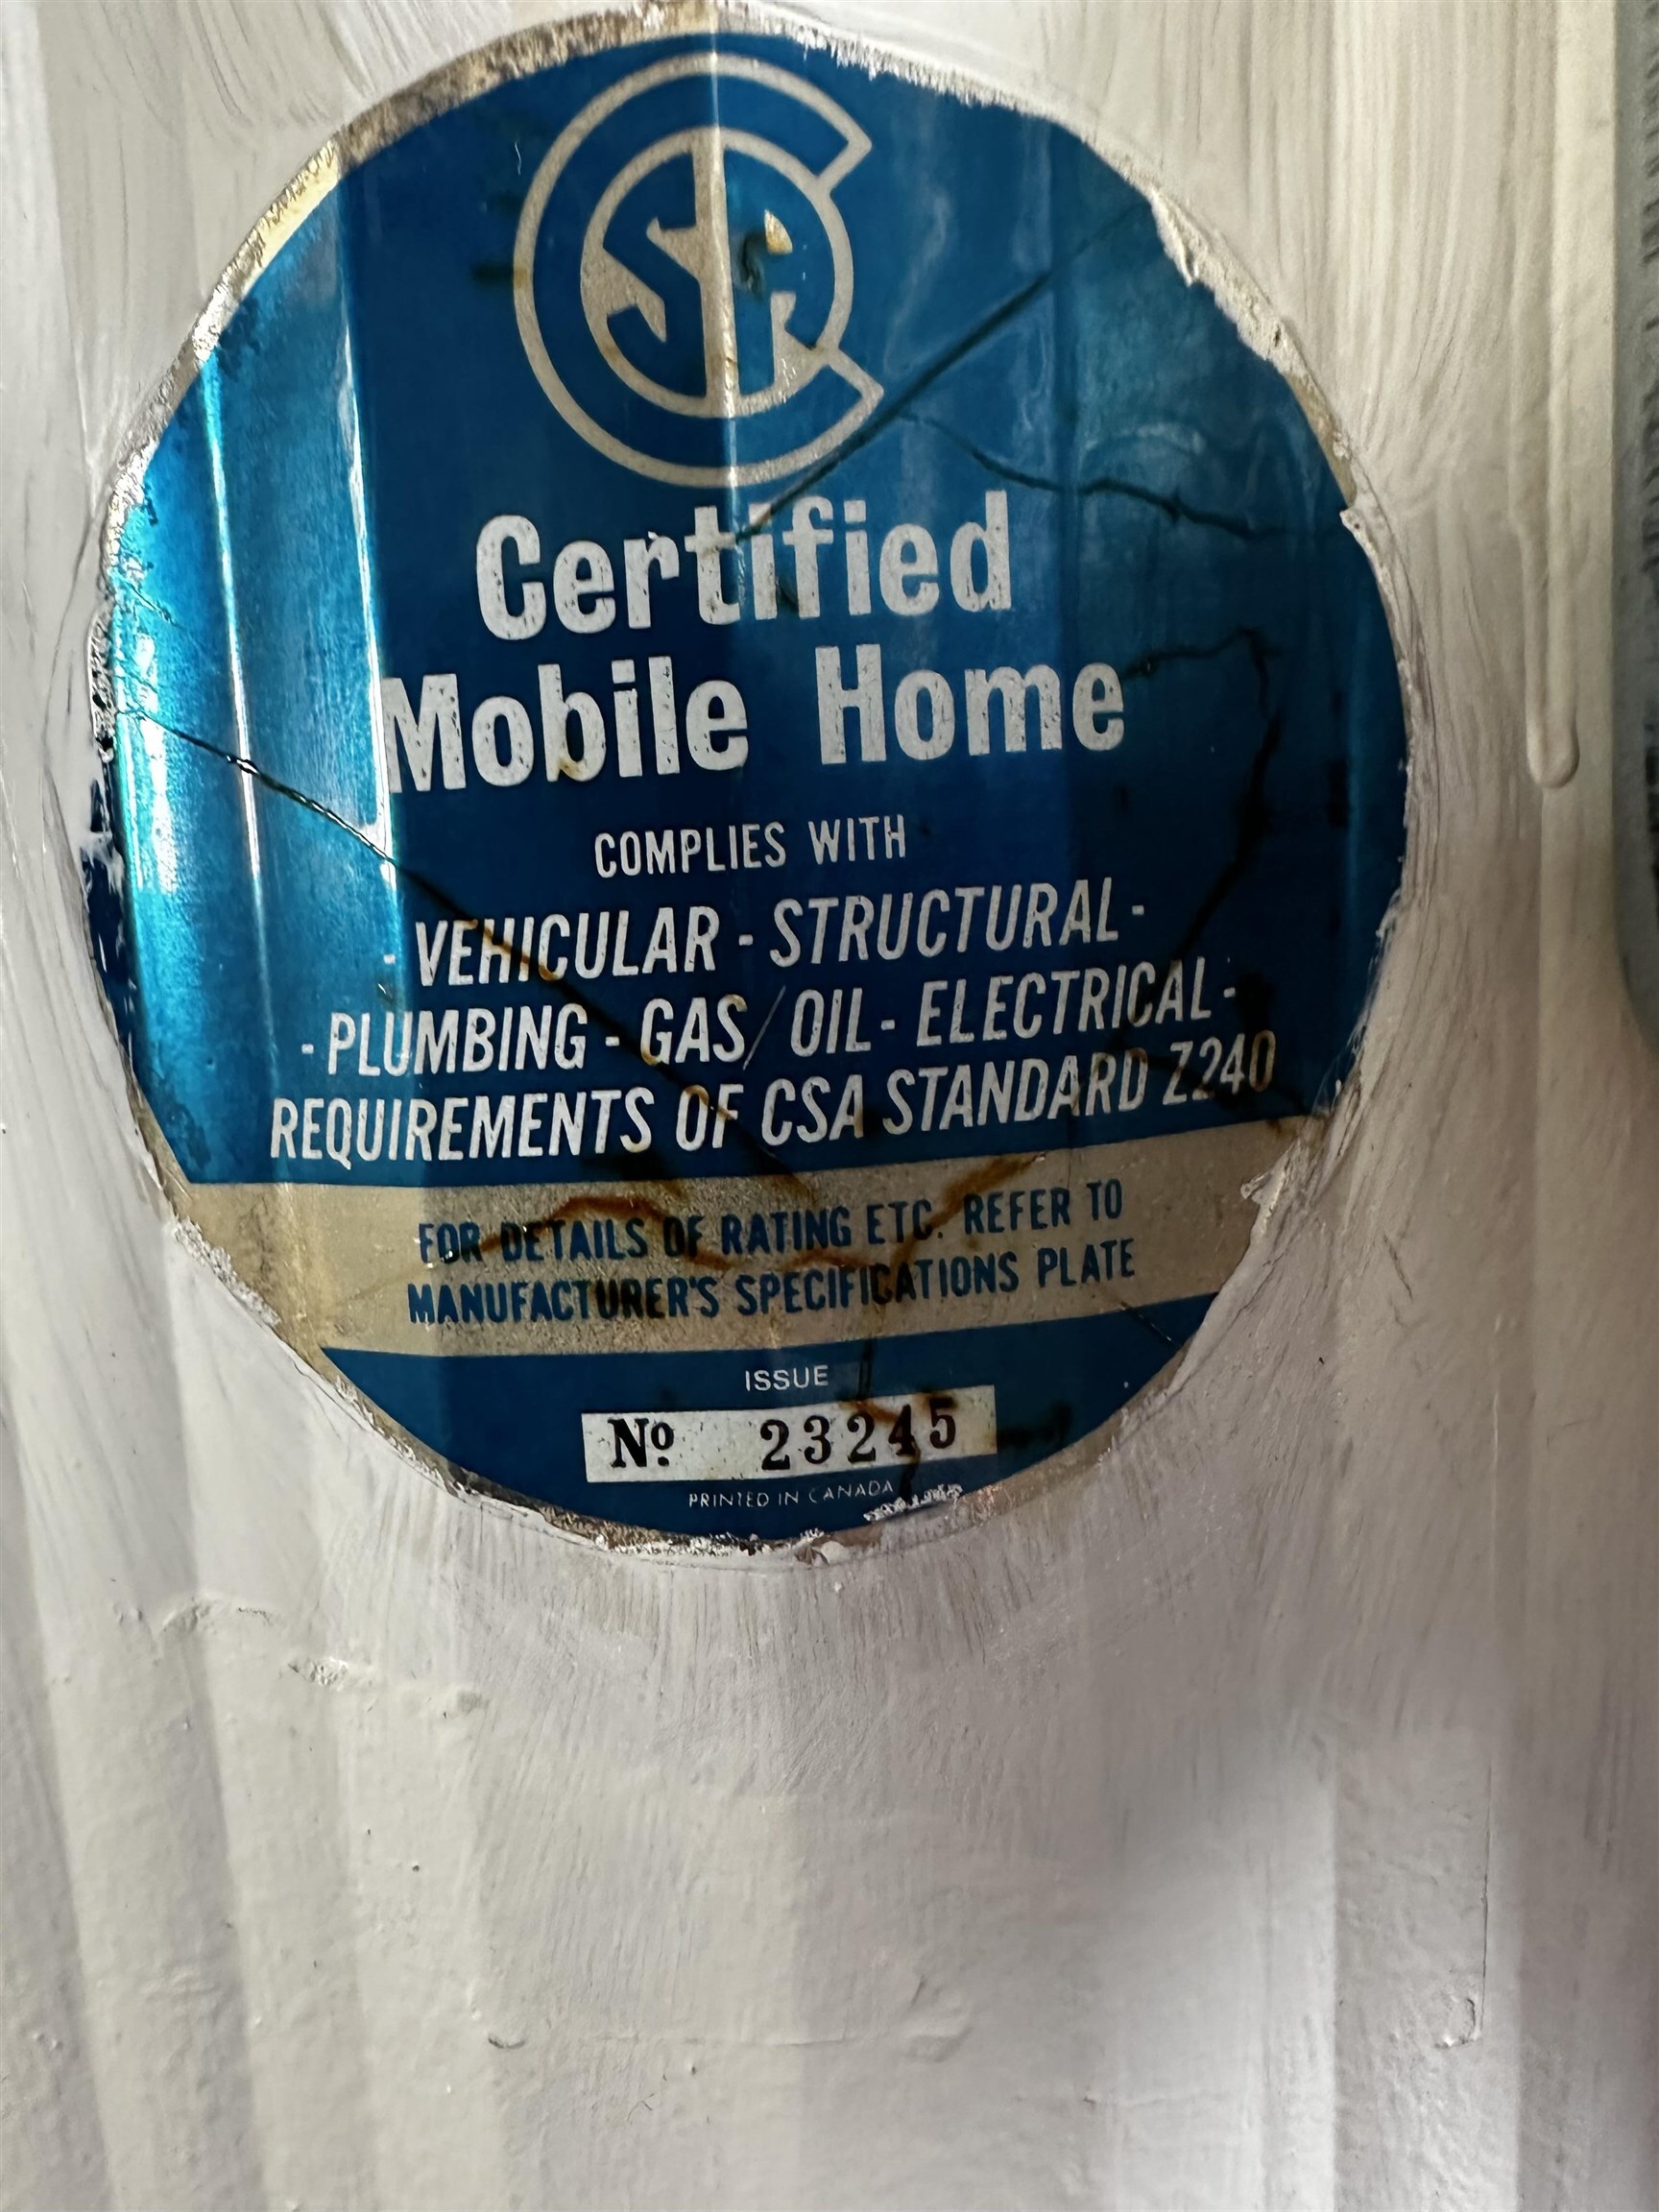 CSA
Certified
Mobile Home
COMPLIES WITH
- VEHICULAR - STRUCTURAL -
- PLUMBING - GAS / OIL - ELECTRICAL -
REQUIREMENTS OF CSA STANDARD Z240
FOR DETAILS OF RATING ETC. REFER TO
MANUFACTURER'S SPECIFICATIONS PLATE
ISSUE
Nº 23245
PRINTED IN CANADA